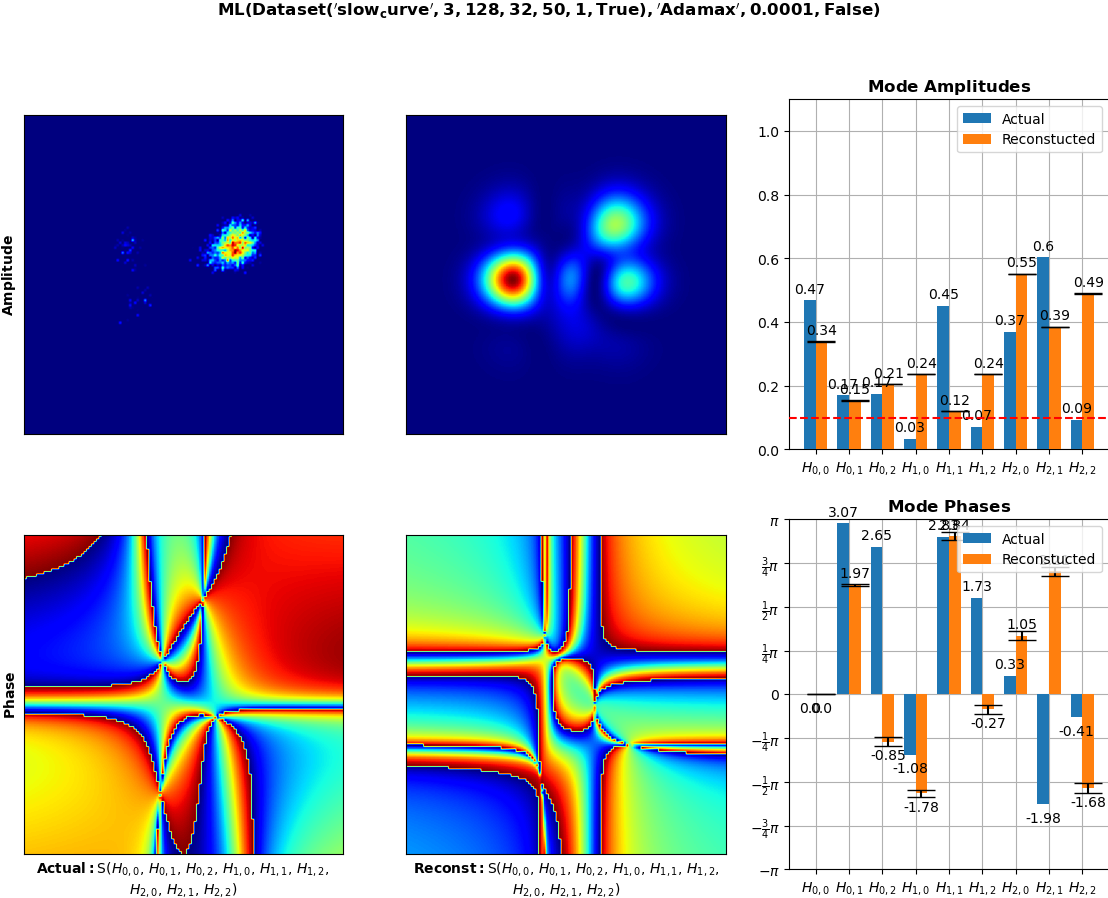 ML(Dataset('slow_curve', 3, 128, 32, 50, 1, True), 'Adamax', 0.0001, False)
Mode Amplitudes
Amplitude
Actual
Reconstucted
1.0
0.8
0.6
0.4
0.2
0.0
0.47
0.34
0.17
0.15
0.17
0.21
0.03
0.24
0.45
0.12
0.07
0.24
0.37
0.55
0.6
0.39
0.09
0.49
H0,0 H0,1 H0,2 H1,0 H1,1 H1,2 H2,0 H2,1 H2,2
Mode Phases
Phase
Actual
Reconstucted
π
3/4π
1/2π
1/4π
0
−1/4π
−1/2π
−3/4π
−π
0.0
0.0
3.07
1.97
2.65
-0.85
-1.08
-1.78
1.73
-0.27
0.33
1.05
-1.98
-0.41
-1.68
H0,0 H0,1 H0,2 H1,0 H1,1 H1,2 H2,0 H2,1 H2,2
Actual: S(H0,0, H0,1, H0,2, H1,0, H1,1, H1,2,
H2,0, H2,1, H2,2)
Reconst: S(H0,0, H0,1, H0,2, H1,0, H1,1, H1,2,
H2,0, H2,1, H2,2)